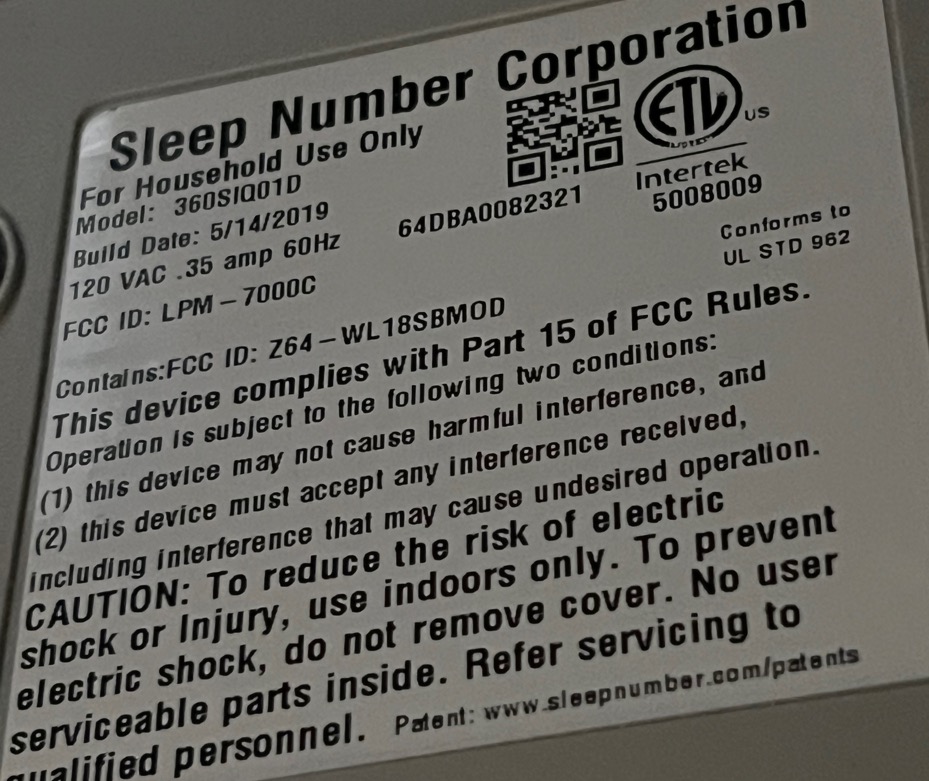 Sleep Number Corporation
For Household Use Only
Model: 360SIQ01D
Build Date: 5/14/2019
120 VAC .35 amp 60Hz
FCC ID: LPM-7000C
64DBA0082321
ETL
US
LISTED
Intertek
5008009
Conforms to
UL STD 962
Contains:FCC ID: Z64-WL18SBMOD
This device complies with Part 15 of FCC Rules.
Operation is subject to the following two conditions:
(1) this device may not cause harmful interference, and
(2) this device must accept any interference received,
including interference that may cause undesired operation.
CAUTION: To reduce the risk of electric
shock or Injury, use indoors only. To prevent
electric shock, do not remove cover. No user
serviceable parts inside. Refer servicing to
qualified personnel. Patent: www.sleepnumber.com/patents